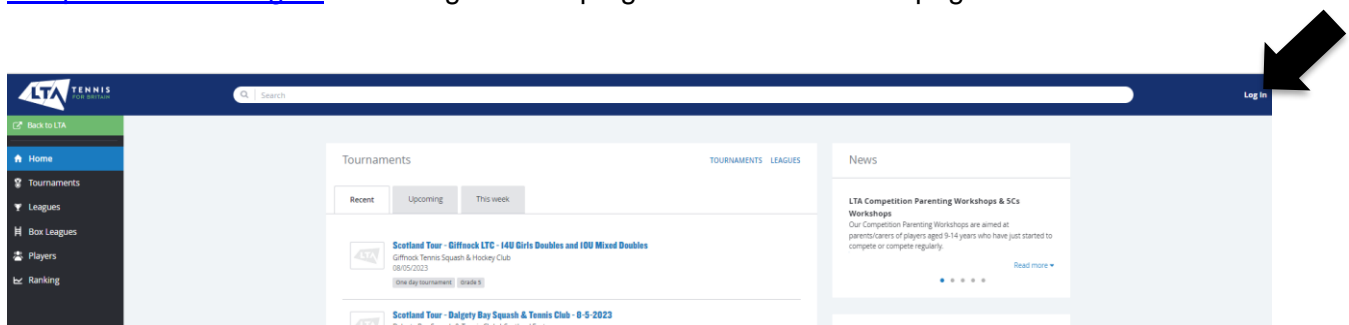 LTA TENNIS
FOR BRITAIN
Search
Log In
Back to LTA
Home
Tournaments
Leagues
Box Leagues
Players
Ranking
Tournaments
TOURNAMENTS LEAGUES
Recent Upcoming This week
Scotland Tour - Giffnock LTC - 14U Girls Doubles and 10U Mixed Doubles
Giffnock Tennis Squash & Hockey Club
08/05/2023
One day tournament Grade 5
Scotland Tour - Dalgety Bay Squash & Tennis Club - 8-5-2023
News
LTA Competition Parenting Workshops & 5Cs
Workshops
Our Competition Parenting Workshops are aimed at
parents/carers of players aged 9-14 years who have just started to
compete or compete regularly.
Read more